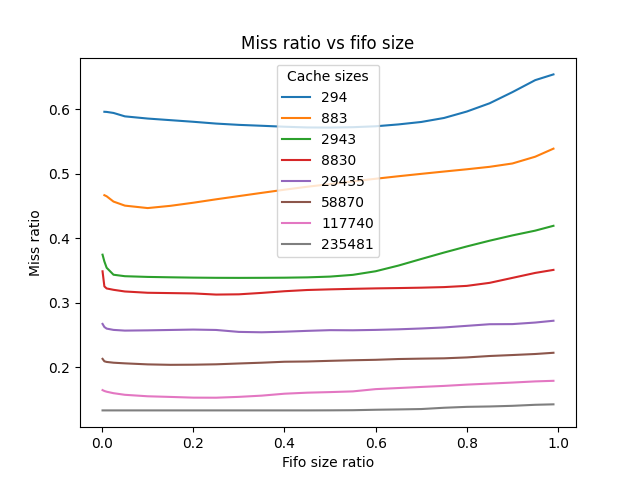 Miss ratio vs fifo size
Cache sizes
294
883
2943
8830
29435
58870
117740
235481
0.6
0.5
0.4
0.3
0.2
Miss ratio
0.0 0.2 0.4 0.6 0.8 1.0
Fifo size ratio